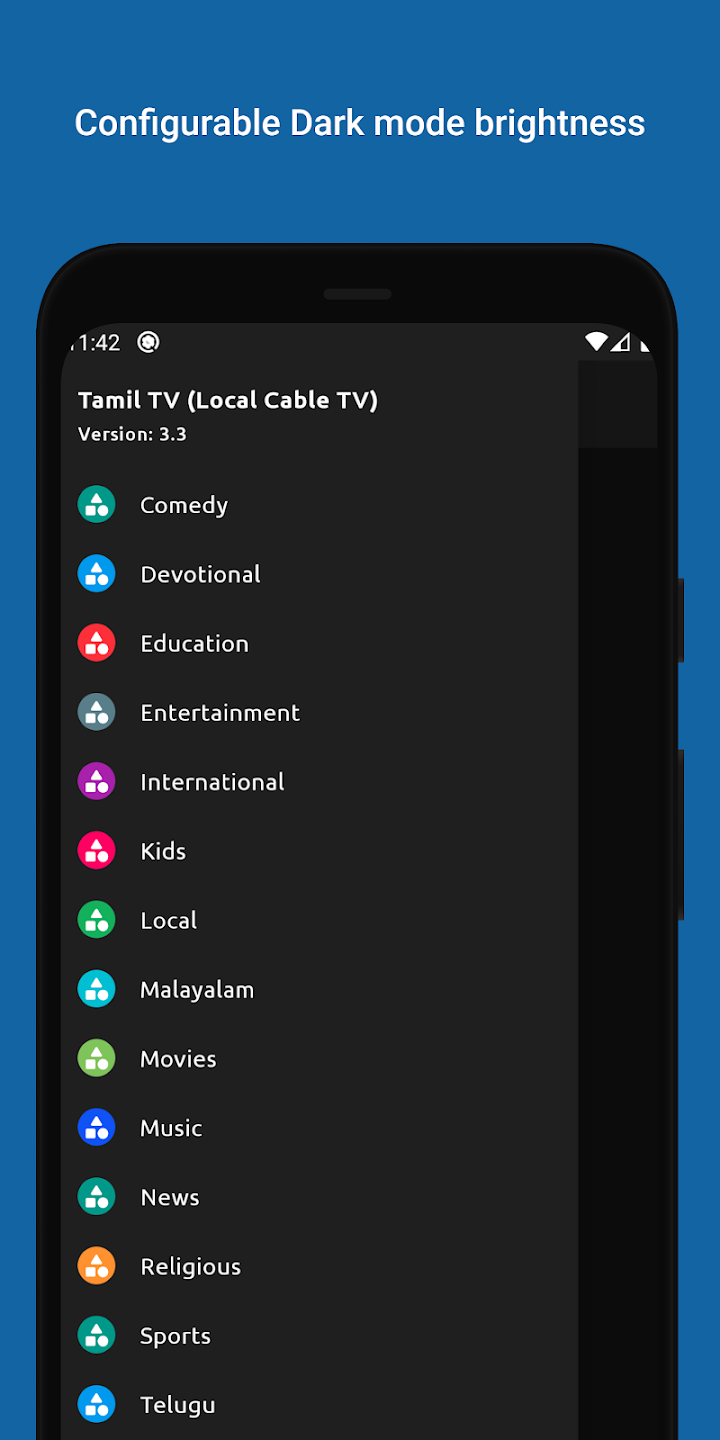 Configurable Dark mode brightness
11:42
Tamil TV (Local Cable TV)
Version: 3.3
Comedy
Devotional
Education
Entertainment
International
Kids
Local
Malayalam
Movies
Music
News
Religious
Sports
Telugu